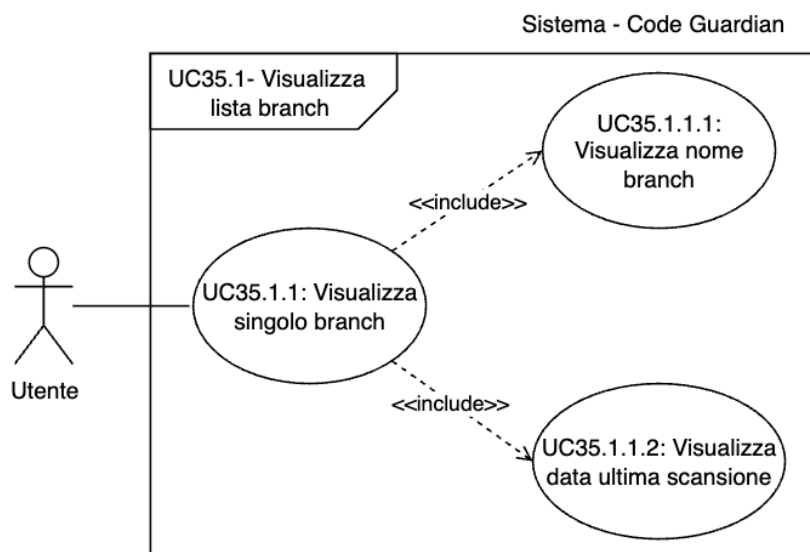 Sistema - Code Guardian
UC35.1- Visualizza
lista branch
UC35.1.1.1:
Visualizza nome
branch
<<include>>
UC35.1.1: Visualizza
singolo branch
Utente
<<include>>
UC35.1.1.2: Visualizza
data ultima scansione